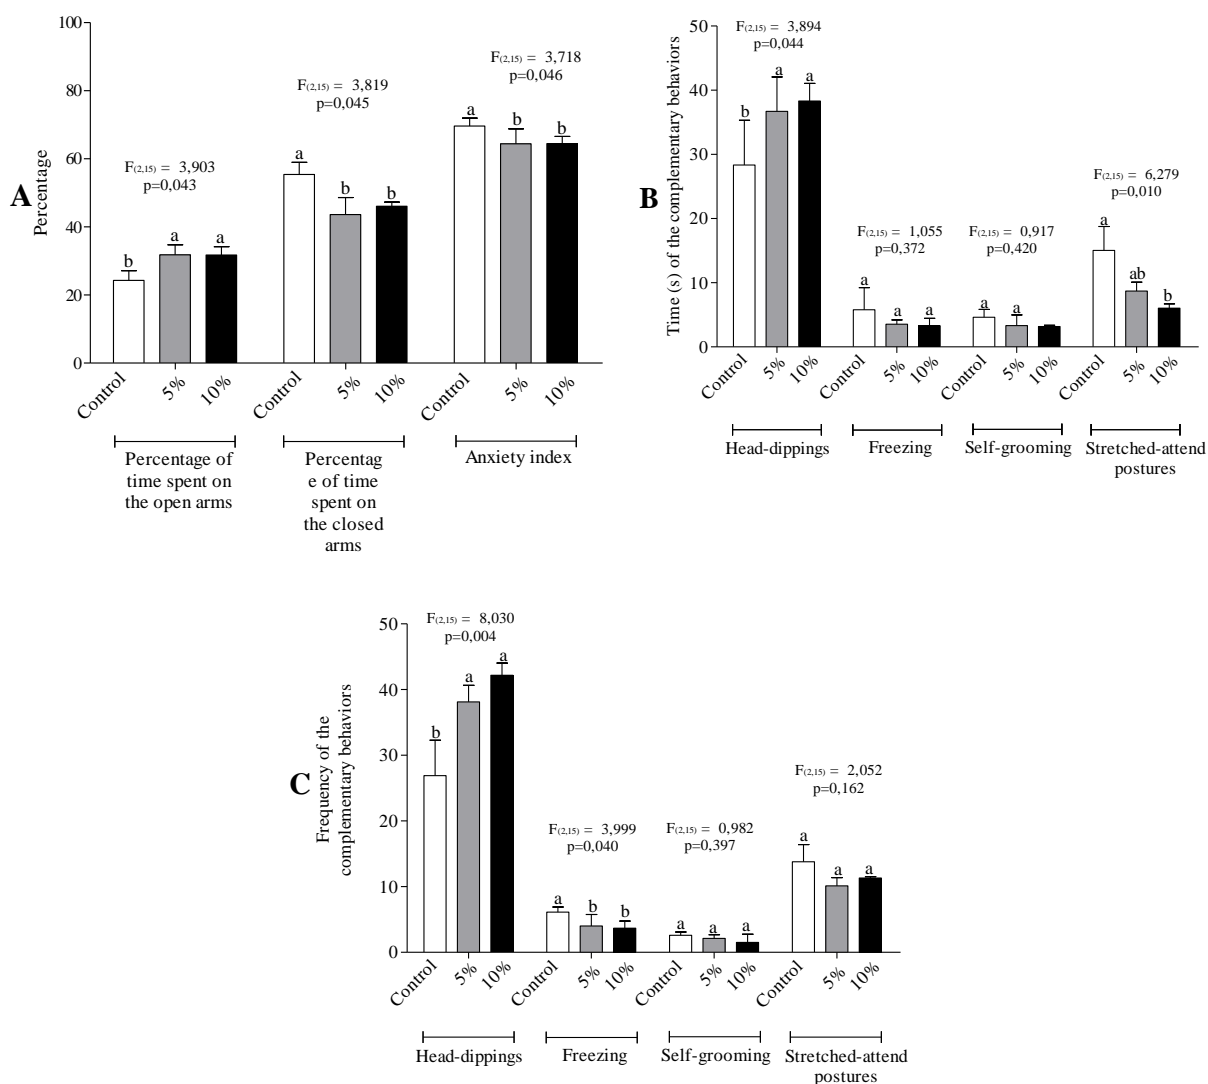 A
Percentage
100
80
60
40
20
0
F(2,15) = 3,903
p=0,043
F(2,15) = 3,819
p=0,045
F(2,15) = 3,718
p=0,046
b
a
a
a
b
b
a
b
b
Control
5%
10%
Control
5%
10%
Control
5%
10%
Percentage of
time spent on
the open arms
Percentag
e of time
spent on
the closed
arms
Anxiety index
B
Time (s) of the complementary behaviors
50
40
30
20
10
0
F(2,15) = 3,894
p=0,044
F(2,15) = 1,055
p=0,372
F(2,15) = 0,917
p=0,420
F(2,15) = 6,279
p=0,010
b
a
a
a
a
a
a
a
a
ab
b
Control
5%
10%
Control
5%
10%
Control
5%
10%
Control
5%
10%
Head-dippings
Freezing
Self-grooming
Stretched-attend
postures
C
Frequency of the
complementary behaviors
50
40
30
20
10
0
F(2,15) = 8,030
p=0,004
F(2,15) = 3,999
p=0,040
F(2,15) = 0,982
p=0,397
F(2,15) = 2,052
p=0,162
b
a
a
a
b
b
a
a
a
a
a
a
Control
5%
10%
Control
5%
10%
Control
5%
10%
Control
5%
10%
Head-dippings
Freezing
Self-grooming
Stretched-attend
postures